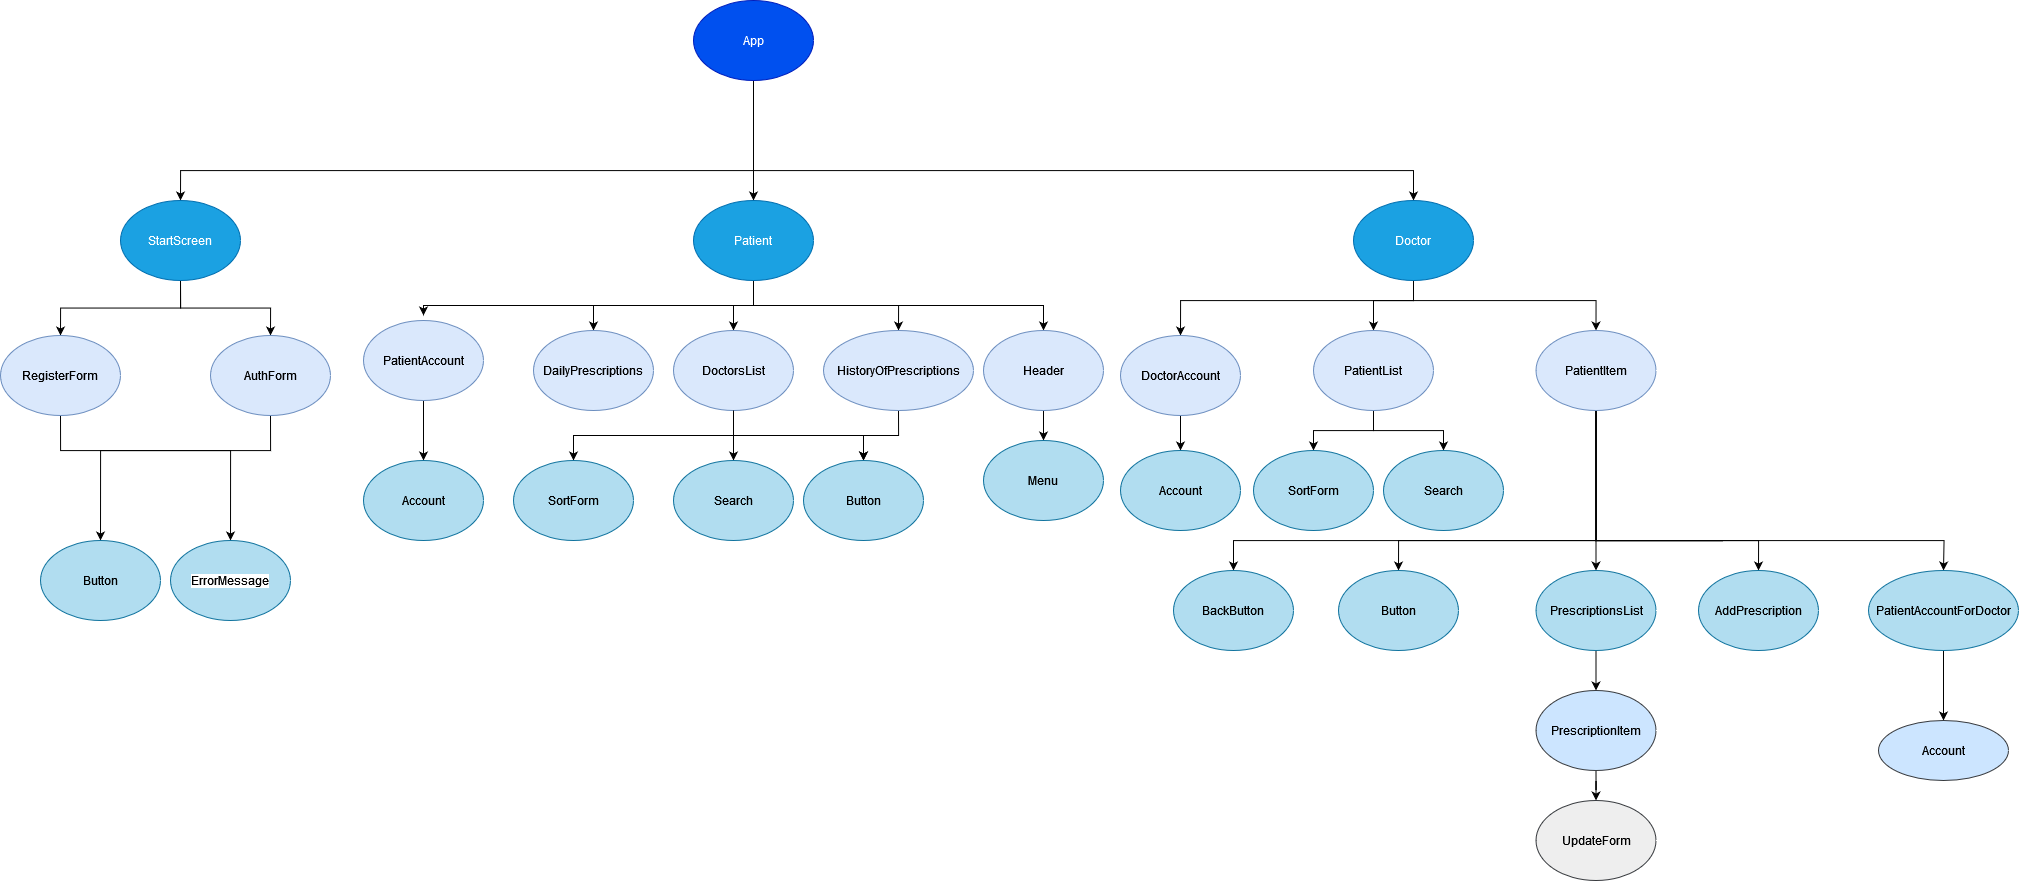 App
StartScreen
Patient
Doctor
RegisterForm
AuthForm
PatientAccount
DailyPrescriptions
DoctorsList
HistoryOfPrescriptions
Header
DoctorAccount
PatientList
PatientItem
Account
SortForm
Search
Button
Menu
Account
SortForm
Search
Button
ErrorMessage
BackButton
Button
PrescriptionsList
AddPrescription
PatientAccountForDoctor
PrescriptionItem
Account
UpdateForm